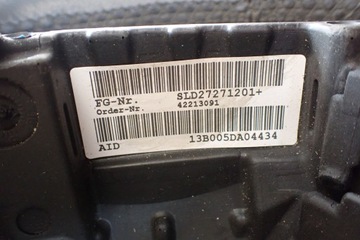 FG-Nr. SLD27271201+
Order-Nr. 42213091
AID 13B005DA04434